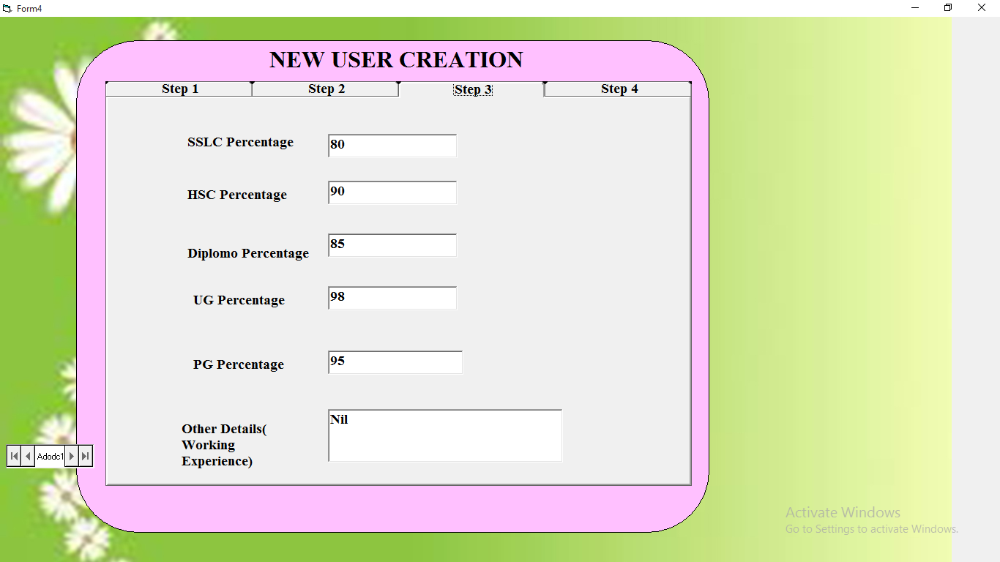 Form4
NEW USER CREATION
Step 1 Step 2 Step 3 Step 4
SSLC Percentage 80
HSC Percentage 90
Diplomo Percentage 85
UG Percentage 98
PG Percentage 95
Other Details( Nil
Working
Experience)
Adodc1
Activate Windows
Go to Settings to activate Windows.